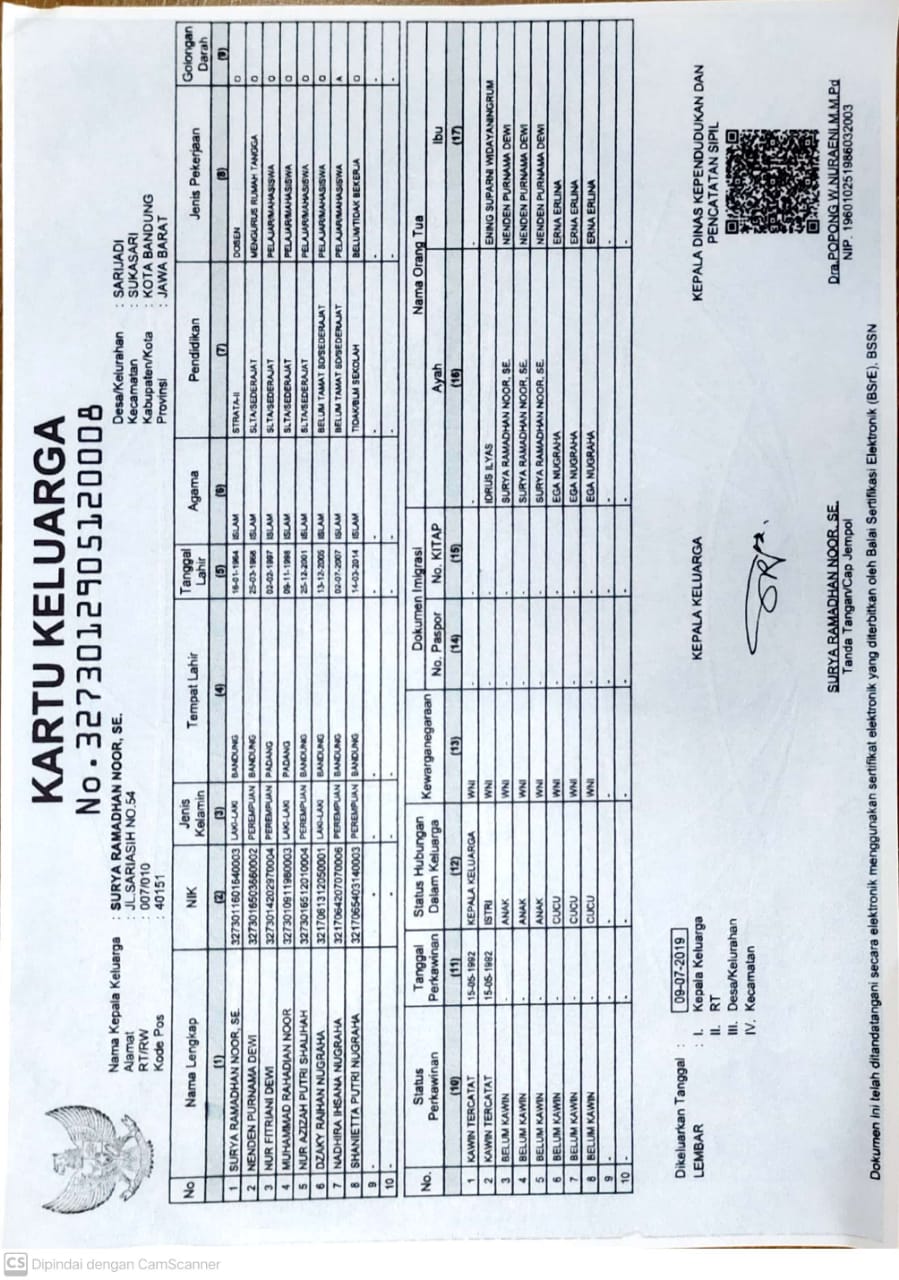 KARTU KELUARGA
No. 3273012905120008
Nama Kepala Keluarga : SURYA RAMADHAN NOOR, SE.
Alamat : JL.SARIASIH NO.54
RT/RW : 007/010
Kode Pos : 40151
Desa/Kelurahan : SARIJADI
Kecamatan : SUKASARI
Kabupaten/Kota : KOTA BANDUNG
Provinsi : JAWA BARAT
No Nama Lengkap NIK Jenis Kelamin Tempat Lahir Tanggal Lahir Agama Pendidikan Jenis Pekerjaan Golongan Darah
(1) (2) (3) (4) (5) (6) (7) (8) (9)
1 SURYA RAMADHAN NOOR, SE. 3273011601640003 LAKI-LAKI BANDUNG 16-01-1964 ISLAM STRATA-II DOSEN O
2 NENDEN PURNAMA DEWI 3273016503680002 PEREMPUAN BANDUNG 25-03-1968 ISLAM SLTA/SEDERAJAT MENGURUS RUMAH TANGGA O
3 NUR FITRIANI DEWI 3273014202970004 PEREMPUAN PADANG 02-02-1997 ISLAM SLTA/SEDERAJAT PELAJAR/MAHASISWA O
4 MUHAMMAD RAHADIAN NOOR 3273010911980003 LAKI-LAKI PADANG 09-11-1998 ISLAM SLTA/SEDERAJAT PELAJAR/MAHASISWA O
5 NUR AZIZAH PUTRI SHALIHAH 3273016512010004 PEREMPUAN BANDUNG 25-12-2001 ISLAM SLTA/SEDERAJAT PELAJAR/MAHASISWA O
6 DZAKY RAIHAN NUGRAHA 3217061312050001 LAKI-LAKI BANDUNG 13-12-2005 ISLAM BELUM TAMAT SD/SEDERAJAT PELAJAR/MAHASISWA O
7 NADHIRA IHSANA NUGRAHA 3217064207070006 PEREMPUAN BANDUNG 02-07-2007 ISLAM BELUM TAMAT SD/SEDERAJAT PELAJAR/MAHASISWA A
8 SHANIETTA PUTRI NUGRAHA 3217065403140003 PEREMPUAN BANDUNG 14-03-2014 ISLAM TIDAK/BLM SEKOLAH BELUM/TIDAK BEKERJA O
9 - - - - - - - - -
10 - - - - - - - - -
No. Status Perkawinan Tanggal Perkawinan Status Hubungan Dalam Keluarga Kewarganegaraan Dokumen Imigrasi No. Paspor No. KITAP Nama Orang Tua Ayah Ibu
(10) (11) (12) (13) (14) (15) (16) (17)
1 KAWIN TERCATAT 15-05-1992 KEPALA KELUARGA WNI - - - -
2 KAWIN TERCATAT 15-05-1992 ISTRI WNI - - IDRUS ILYAS ENING SUPARNI WIDAYANINGRUM
3 BELUM KAWIN - ANAK WNI - - SURYA RAMADHAN NOOR, SE. NENDEN PURNAMA DEWI
4 BELUM KAWIN - ANAK WNI - - SURYA RAMADHAN NOOR, SE. NENDEN PURNAMA DEWI
5 BELUM KAWIN - ANAK WNI - - SURYA RAMADHAN NOOR, SE. NENDEN PURNAMA DEWI
6 BELUM KAWIN - CUCU WNI - - EGA NUGRAHA ERNA ERLINA
7 BELUM KAWIN - CUCU WNI - - EGA NUGRAHA ERNA ERLINA
8 BELUM KAWIN - CUCU WNI - - EGA NUGRAHA ERNA ERLINA
9 - - - - - - - -
10 - - - - - - - -
Dikeluarkan Tanggal : 09-07-2019
LEMBAR : I. Kepala Keluarga
II. RT
III. Desa/Kelurahan
IV. Kecamatan
KEPALA KELUARGA
SURYA RAMADHAN NOOR, SE.
Tanda Tangan/Cap Jempol
KEPALA DINAS KEPENDUDUKAN DAN
PENCATATAN SIPIL
Dra.POPONG W.NURAENI.M.M.Pd
NIP. 196010251986032003
Dokumen ini telah ditandatangani secara elektronik menggunakan sertifikat elektronik yang diterbitkan oleh Balai Sertifikasi Elektronik (BSrE), BSSN
CS Dipindai dengan CamScanner